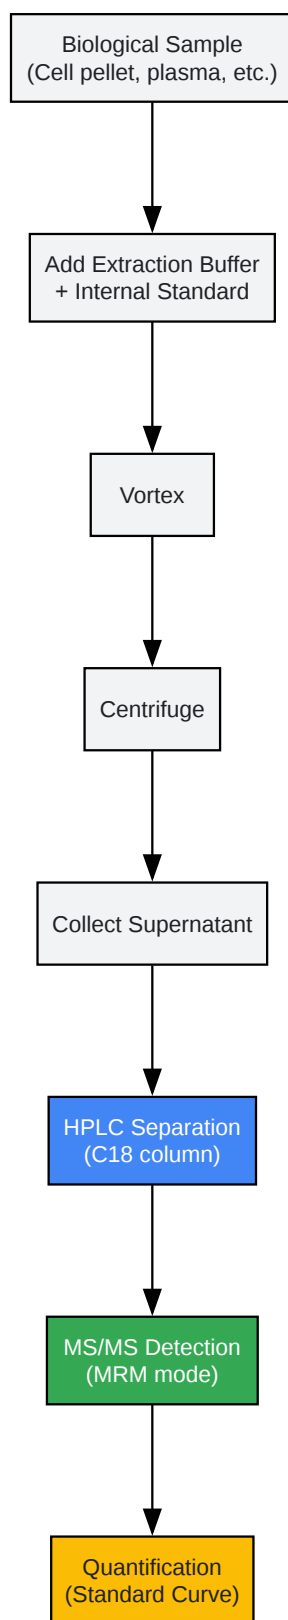 Biological Sample
(Cell pellet, plasma, etc.)
Add Extraction Buffer
+ Internal Standard
Vortex
Centrifuge
Collect Supernatant
HPLC Separation
(C18 column)
MS/MS Detection
(MRM mode)
Quantification
(Standard Curve)